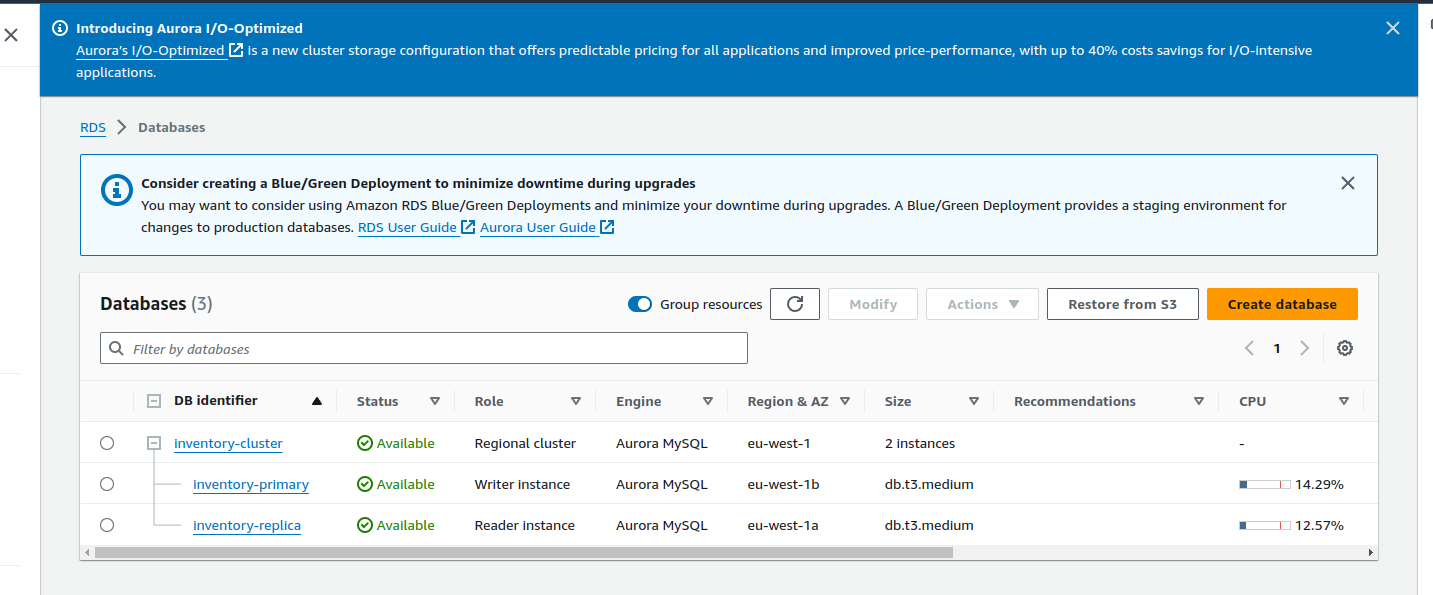 Introducing Aurora I/O-Optimized
Aurora's I/O-Optimized is a new cluster storage configuration that offers predictable pricing for all applications and improved price-performance, with up to 40% costs savings for I/O-intensive
applications.
RDS > Databases
Consider creating a Blue/Green Deployment to minimize downtime during upgrades
You may want to consider using Amazon RDS Blue/Green Deployments and minimize your downtime during upgrades. A Blue/Green Deployment provides a staging environment for
changes to production databases. RDS User Guide Aurora User Guide
Databases (3) Group resources Modify Actions Restore from S3 Create database
Filter by databases 1
DB identifier Status Role Engine Region & AZ Size Recommendations CPU
inventory-cluster Available Regional cluster Aurora MySQL eu-west-1 2 instances -
inventory-primary Available Writer instance Aurora MySQL eu-west-1b db.t3.medium 14.29%
inventory-replica Available Reader instance Aurora MySQL eu-west-1a db.t3.medium 12.57%